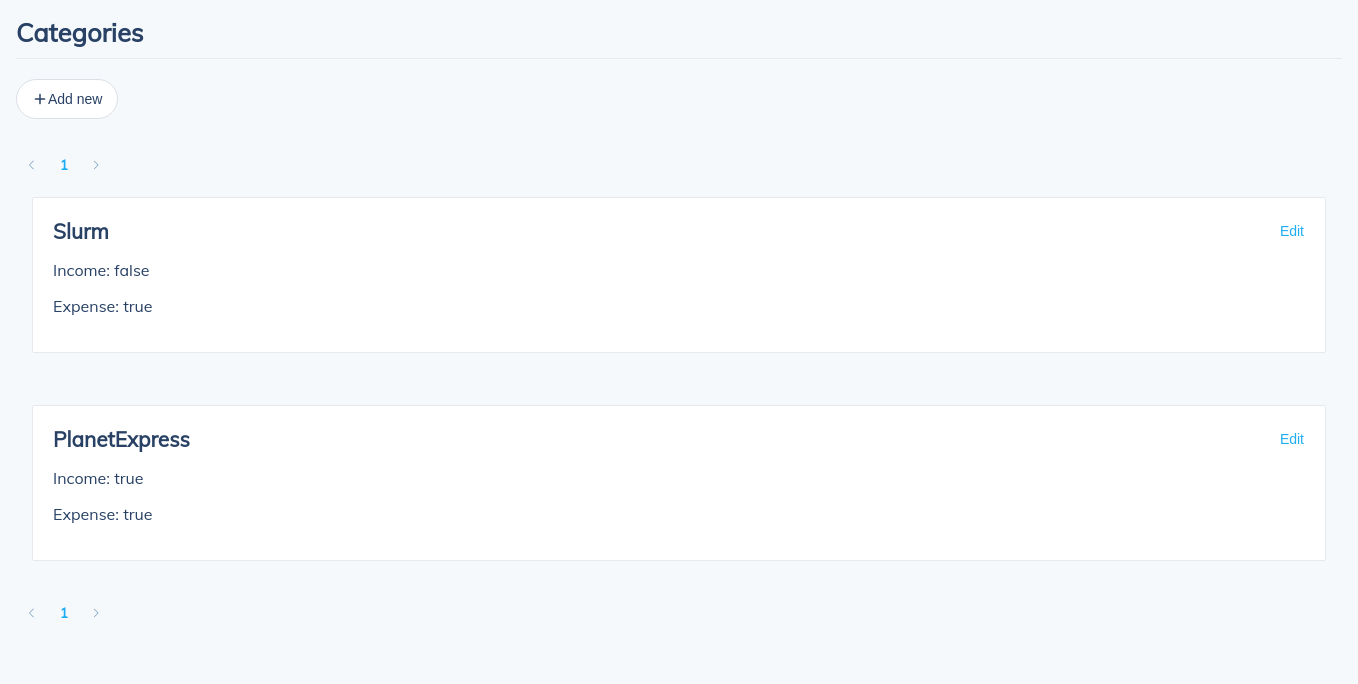 Categories
Add new
1
Slurm
Edit
Income: false
Expense: true
PlanetExpress
Edit
Income: true
Expense: true
1